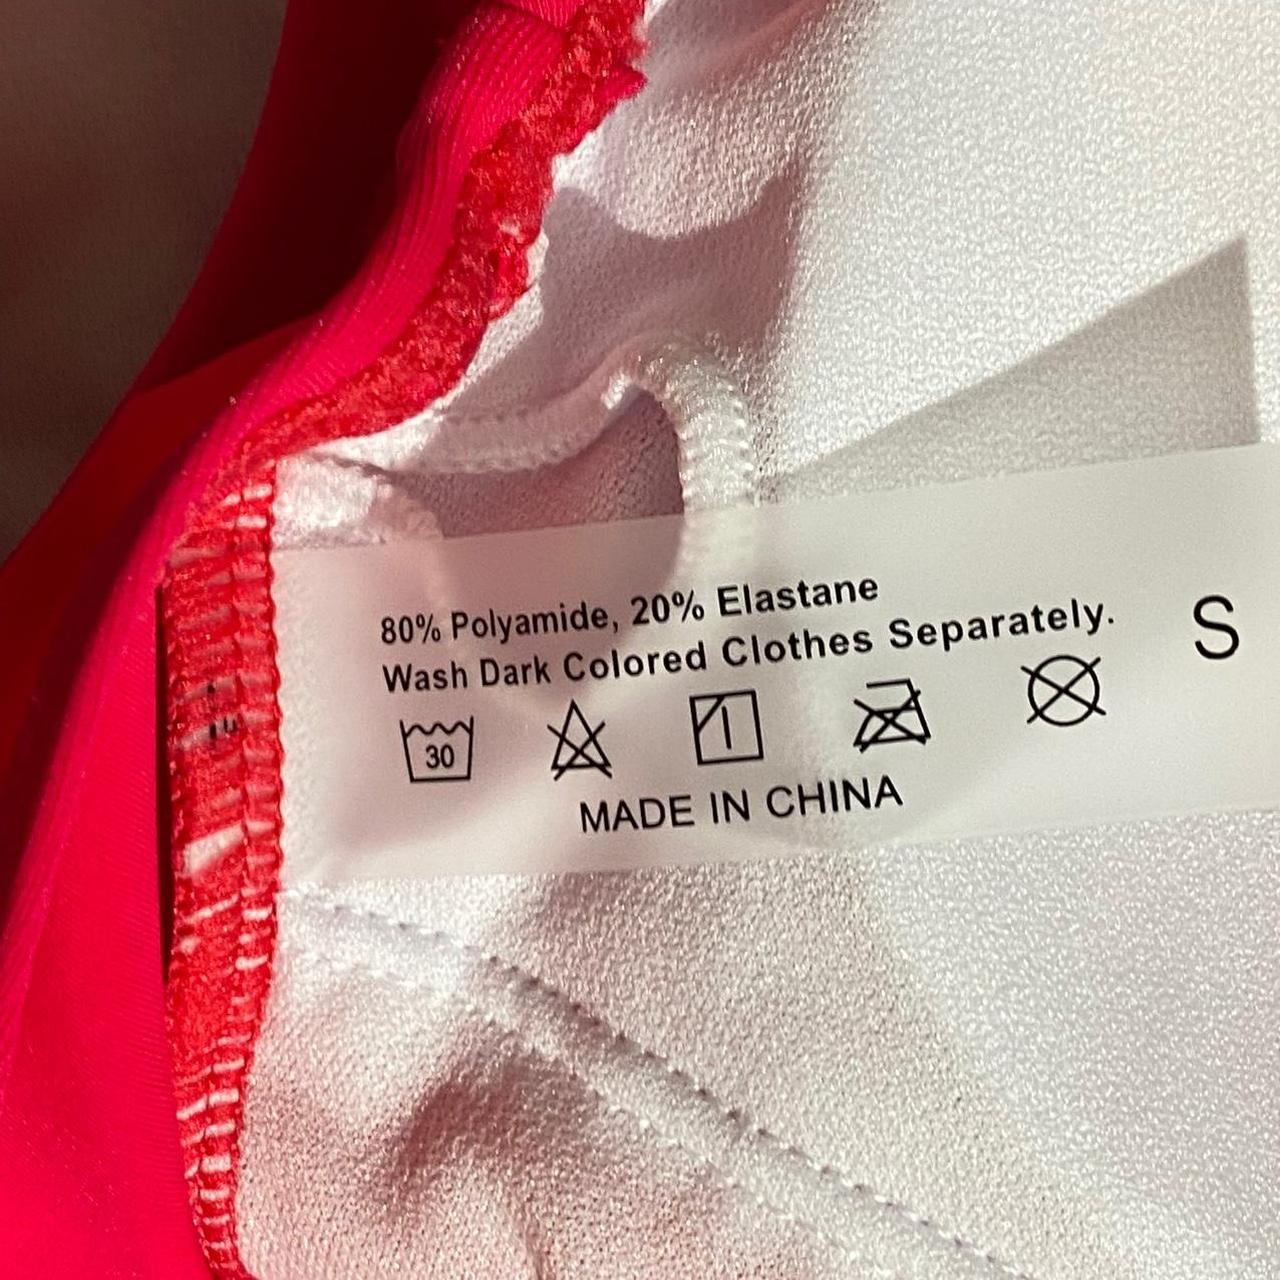 80% Polyamide, 20% Elastane
Wash Dark Colored Clothes Separately.
S
30
MADE IN CHINA